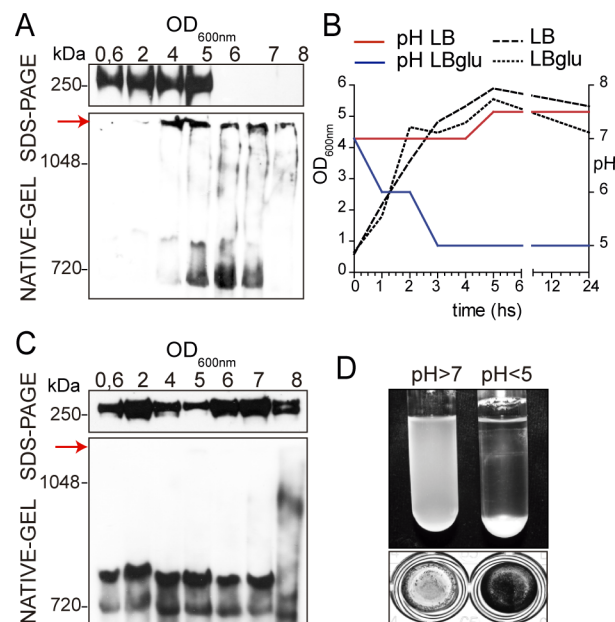 A
OD600nm
kDa 0,6 2 4 5 6 7 8
250-
SDS-PAGE
1048-
NATIVE-GEL
720-
B
pH LB
LB
pH LBglu
LBglu
OD600nm
6
5
4
3
2
1
0
8
7
6
5
pH
0 1 2 3 4 5 6 12 24
time (hs)
C
OD600nm
kDa 0,6 2 4 5 6 7 8
250-
SDS-PAGE
1048-
NATIVE-GEL
720-
D
pH>7 pH<5